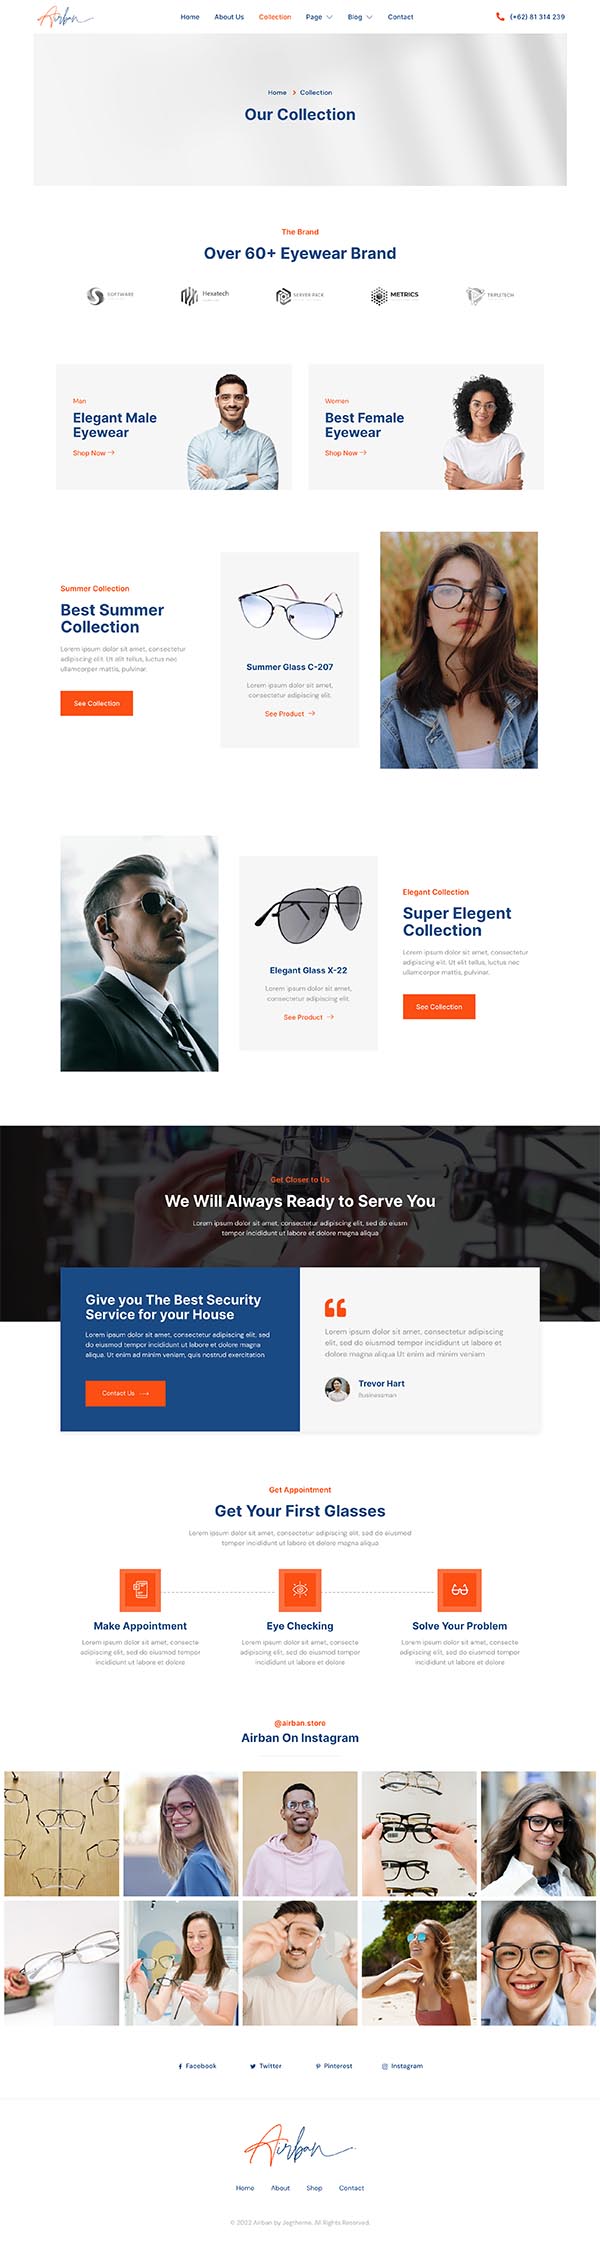 Airban
Home
About Us
Collection
Page
Blog
Contact
(+62) 81 314 239
Home
Collection
Our Collection
The Brand
Over 60+ Eyewear Brand
SOFTWARE
Hexatech
SERVER PACK
METRICS
TRIPLETECH
Man
Elegant Male
Eyewear
Shop Now
Women
Best Female
Eyewear
Shop Now
Summer Collection
Best Summer
Collection
Lorem ipsum dolor sit amet, consectetur
adipiscing elit. Ut elit tellus, luctus nec
ullamcorper mattis, pulvinar.
See Collection
Summer Glass C-207
Lorem ipsum dolor sit amet,
consectetur adipiscing elit.
See Product
Elegant Glass X-22
Lorem ipsum dolor sit amet,
consectetur adipiscing elit.
See Product
Elegant Collection
Super Elegent
Collection
Lorem ipsum dolor sit amet, consectetur
adipiscing elit. Ut elit tellus, luctus nec
ullamcorper mattis, pulvinar.
See Collection
Get Closer to Us
We Will Always Ready to Serve You
Lorem ipsum dolor sit amet, consectetur adipiscing elit, sed do eiusm
tempor incididunt ut labore et dolore magna aliqua
Give you The Best Security
Service for your House
Lorem ipsum dolor sit amet, consectetur adipiscing elit, sed
do eiusmod tempor incididunt ut labore et dolore magna
aliqua. Ut enim ad minim veniam, quis nostrud exercitation
Contact Us
Lorem ipsum dolor sit amet, consectetur adipiscing
elit, sed do eiusmod tempor incididunt ut labore et
dolore magna aliqua Ut enim ad minim veniam
Trevor Hart
Businessman
Get Appointment
Get Your First Glasses
Lorem ipsum dolor sit amet, consectetur adipiscing elit, sed do eiusmod
tempor incididunt ut labore et dolore magna aliqua
Make Appointment
Lorem ipsum dolor sit amet, consecte
adipiscing elit, sed do eiusmod tempor
incididunt ut labore et dolore
Eye Checking
Lorem ipsum dolor sit amet, consecte
adipiscing elit, sed do eiusmod tempor
incididunt ut labore et dolore
Solve Your Problem
Lorem ipsum dolor sit amet, consecte
adipiscing elit, sed do eiusmod tempor
incididunt ut labore et dolore
@airban.store
Airban On Instagram
Facebook
Twitter
Pinterest
Instagram
Airban
Home
About
Shop
Contact
© 2022 Airban by Jegtheme. All Rights Reserved.